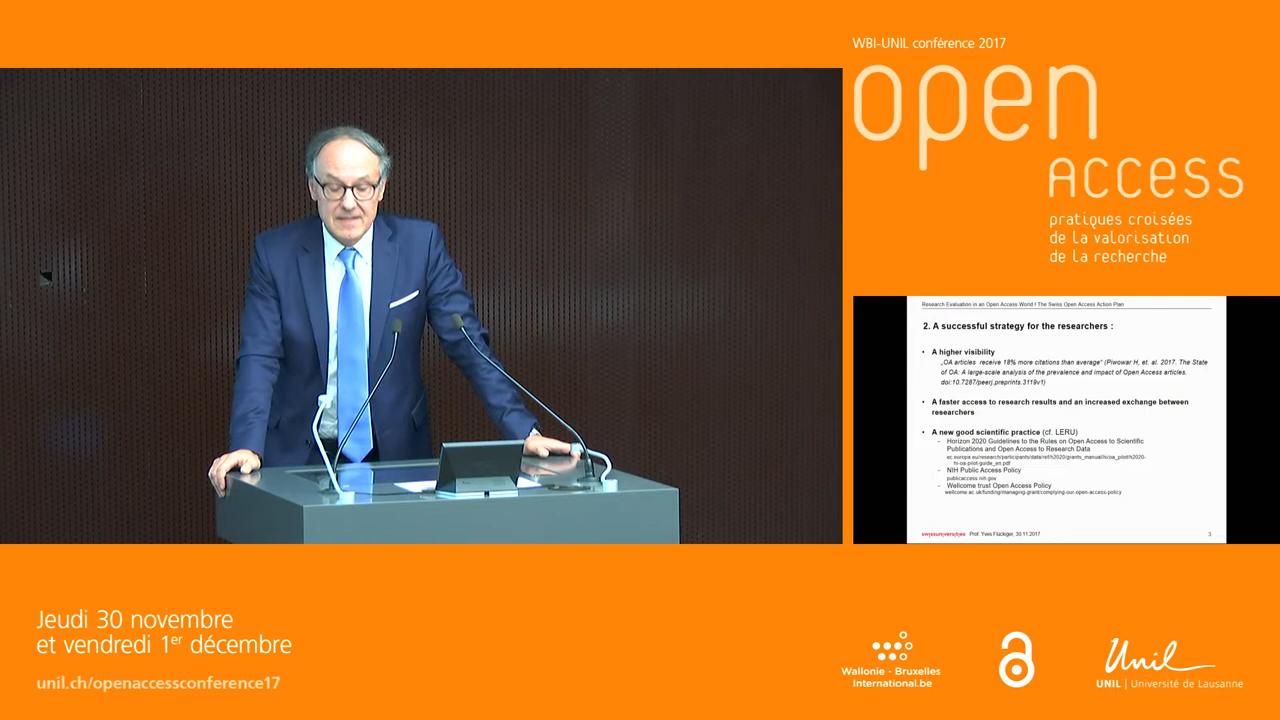 WBI-UNIL conférence 2017
open
access
pratiques croisées
de la valorisation
de la recherche
Research Evaluation in an Open Access World I The Swiss Open Access Action Plan
2. A successful strategy for the researchers :
• A higher visibility
„OA articles receive 18% more citations than average“ (Piwowar H, et. al. 2017. The State
of OA: A large-scale analysis of the prevalence and impact of Open Access articles.
doi:10.7287/peerj.preprints.3119v1)
• A faster access to research results and an increased exchange between
researchers
• A new good scientific practice (cf. LERU)
– Horizon 2020 Guidelines to the Rules on Open Access to Scientific
Publications and Open Access to Research Data
– NIH Public Access Policy
publicaccess.nih.gov
– Wellcome trust Open Access Policy
wellcome.ac.uk/funding/managing-grant/complying-our-open-access-policy
swissuniversities Prof. Yves Flückiger, 30.11.2017
3
Jeudi 30 novembre
et vendredi 1er décembre
unil.ch/openaccessconference17
Wallonie - Bruxelles
International.be
Unil
UNIL | Université de Lausanne